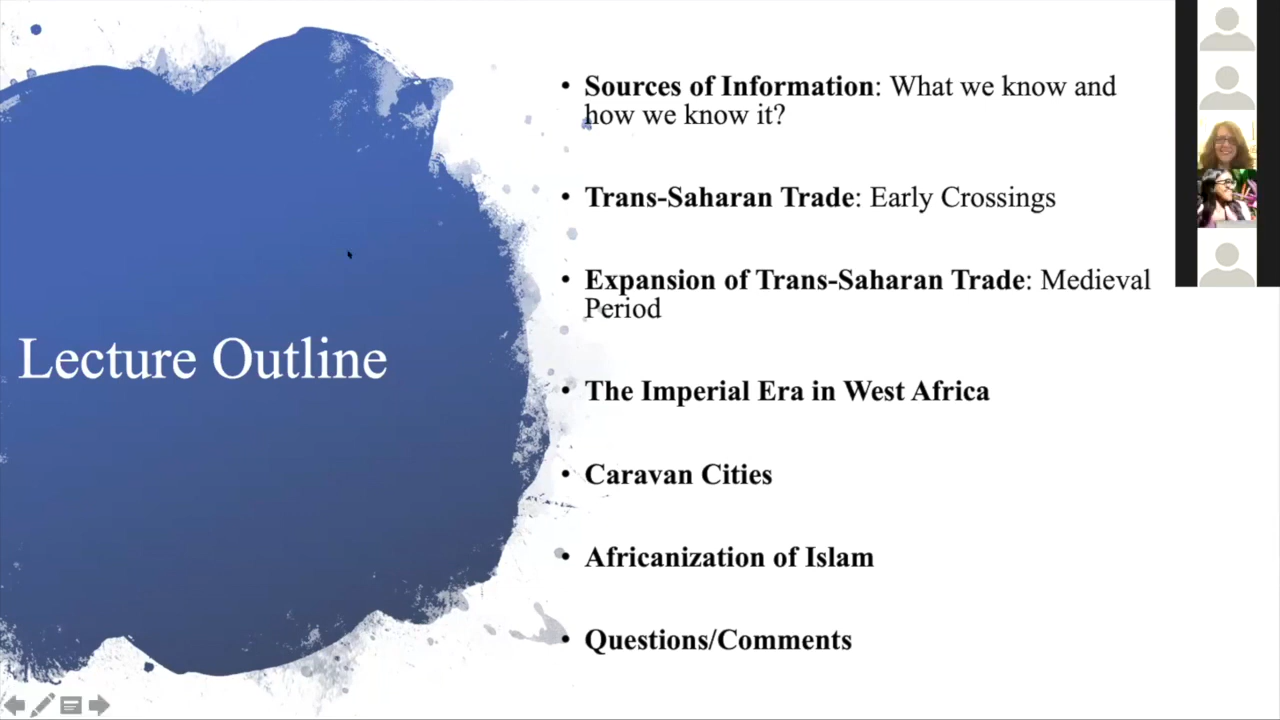 Lecture Outline
• Sources of Information: What we know and
how we know it?
• Trans-Saharan Trade: Early Crossings
• Expansion of Trans-Saharan Trade: Medieval
Period
• The Imperial Era in West Africa
• Caravan Cities
• Africanization of Islam
• Questions/Comments